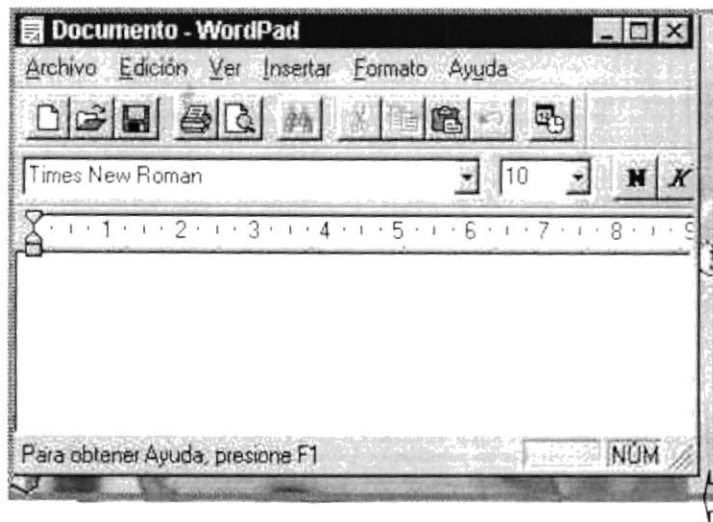 Documento - WordPad
Archivo Edición Ver Insertar Formato Ayuda
Times New Roman 10 N K
1 2 3 4 5 6 7 8 9
Para obtener Ayuda, presione F1 NÚM